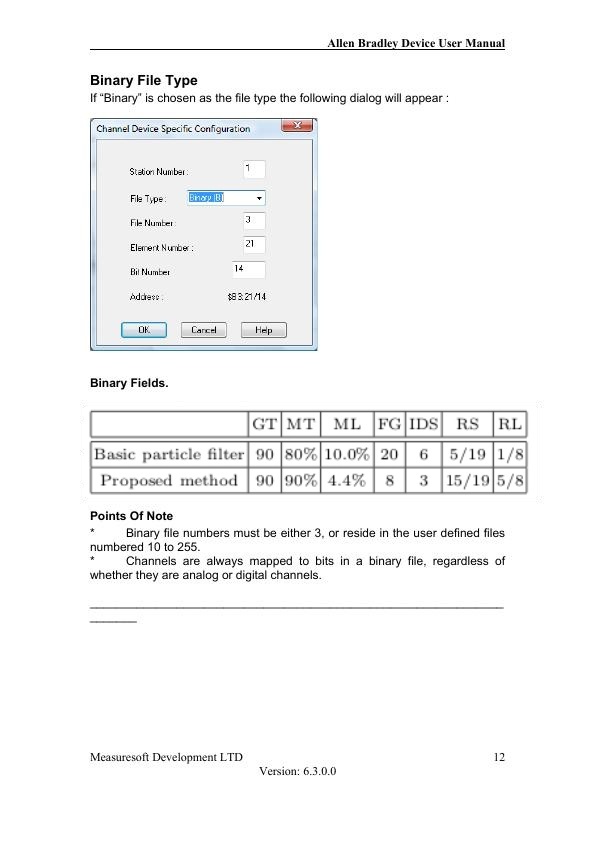 Allen Bradley Device User Manual
Binary File Type
If “Binary” is chosen as the file type the following dialog will appear :
Channel Device Specific Configuration
Station Number: 1
File Type: Binary (B)
File Number: 3
Element Number: 21
Bit Number 14
Address: $B3:21/14
OK Cancel Help
Binary Fields.
GT MT ML FG IDS RS RL
Basic particle filter 90 80% 10.0% 20 6 5/19 1/8
Proposed method 90 90% 4.4% 8 3 15/19 5/8
Points Of Note
* Binary file numbers must be either 3, or reside in the user defined files
numbered 10 to 255.
* Channels are always mapped to bits in a binary file, regardless of
whether they are analog or digital channels.
Measuresoft Development LTD 12
Version: 6.3.0.0